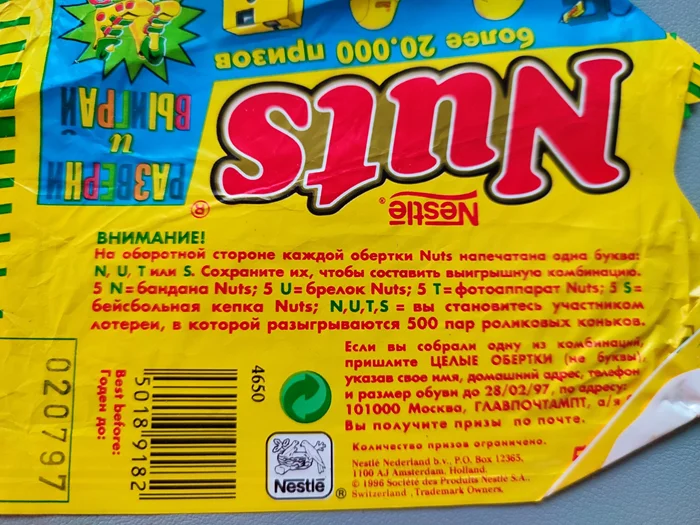 более 20.000 призов
РАЗВЕРНИ
и
ВЫИГРАЙ
Nuts
®
Nestlē®
ВНИМАНИЕ!
На оборотной стороне каждой обертки Nuts напечатана одна буква:
N, U, T или S. Сохраните их, чтобы составить выигрышную комбинацию.
5 N=бандана Nuts; 5 U=брелок Nuts; 5 T=фотоаппарат Nuts; 5 S=
бейсбольная кепка Nuts; N,U,T,S = вы становитесь участником
лотереи, в которой разыгрываются 500 пар роликовых коньков.
Если вы собрали одну из комбинаций,
пришлите ЦЕЛЫЕ ОБЕРТКИ (не буквы),
указав свое имя, домашний адрес, телефон
и размер обуви до 28/02/97, по адресу:
101000 Москва, ГЛАВПОЧТАМПТ, а/я
Вы получите призы по почте.
Количество призов ограничено.
Nestlé Nederland b.v., P.O. Box 12365,
1100 AJ Amsterdam. Holland.
© 1986 Société des Produits Nestlé S.A.,
Switzerland, Trademark Owners.
020797
Best before:
Годен до:
5018 9182
4650
Nestlē ®